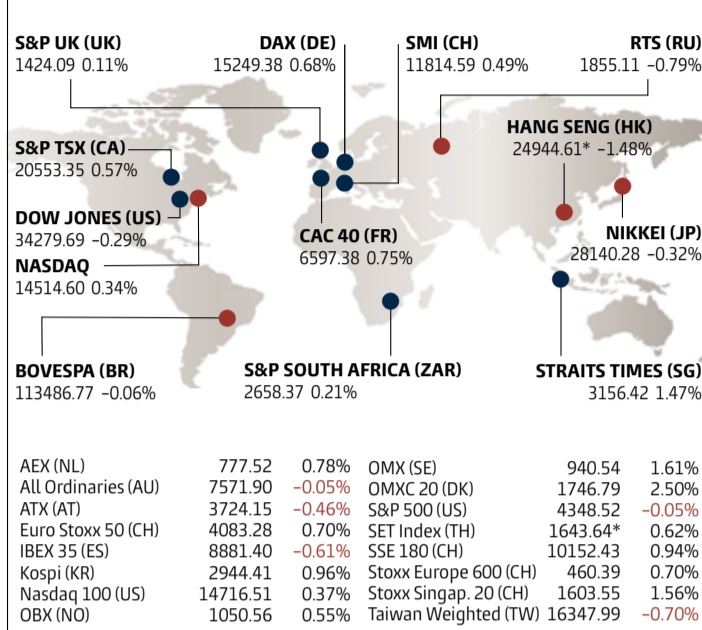 S&P UK (UK)
1424.09 0.11%
DAX (DE)
15249.38 0.68%
SMI (CH)
11814.59 0.49%
RTS (RU)
1855.11 –0.79%
HANG SENG (HK)
24944.61* –1.48%
S&P TSX (CA)
20553.35 0.57%
DOW JONES (US)
34279.69 –0.29%
NASDAQ
14514.60 0.34%
CAC 40 (FR)
6597.38 0.75%
NIKKEI (JP)
28140.28 –0.32%
BOVESPA (BR)
113486.77 –0.06%
S&P SOUTH AFRICA (ZAR)
2658.37 0.21%
STRAITS TIMES (SG)
3156.42 1.47%
AEX (NL) 777.52 0.78%
All Ordinaries (AU) 7571.90 –0.05%
ATX (AT) 3724.15 –0.46%
Euro Stoxx 50 (CH) 4083.28 0.70%
IBEX 35 (ES) 8881.40 –0.61%
Kospi (KR) 2944.41 0.96%
Nasdaq 100 (US) 14716.51 0.37%
OBX (NO) 1050.56 0.55%
OMX (SE) 940.54 1.61%
OMXC 20 (DK) 1746.79 2.50%
S&P 500 (US) 4348.52 –0.05%
SET Index (TH) 1643.64* 0.62%
SSE 180 (CH) 10152.43 0.94%
Stoxx Europe 600 (CH) 460.39 0.70%
Stoxx Singap. 20 (CH) 1603.55 1.56%
Taiwan Weighted (TW) 16347.99 –0.70%